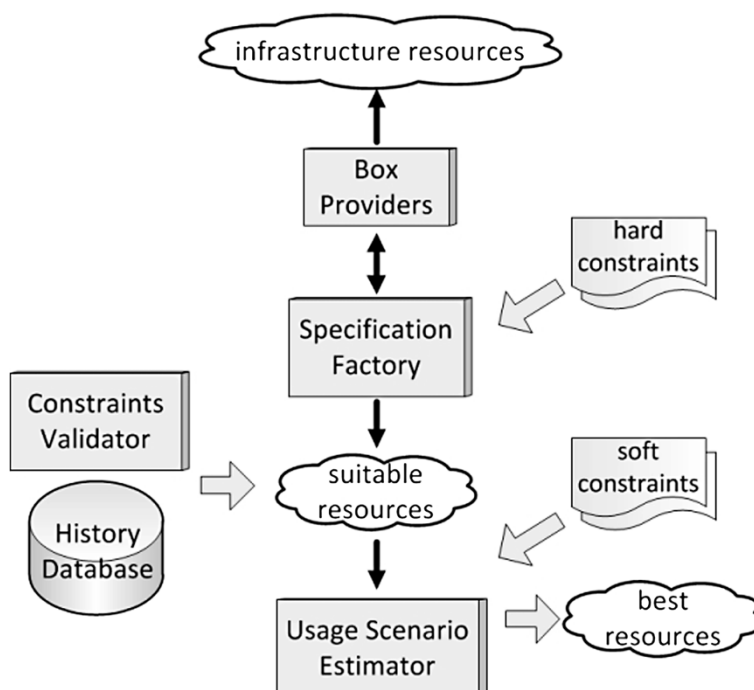 infrastructure resources
Box
Providers
hard
constraints
Specification
Factory
Constraints
Validator
suitable
resources
soft
constraints
History
Database
Usage Scenario
Estimator
best
resources